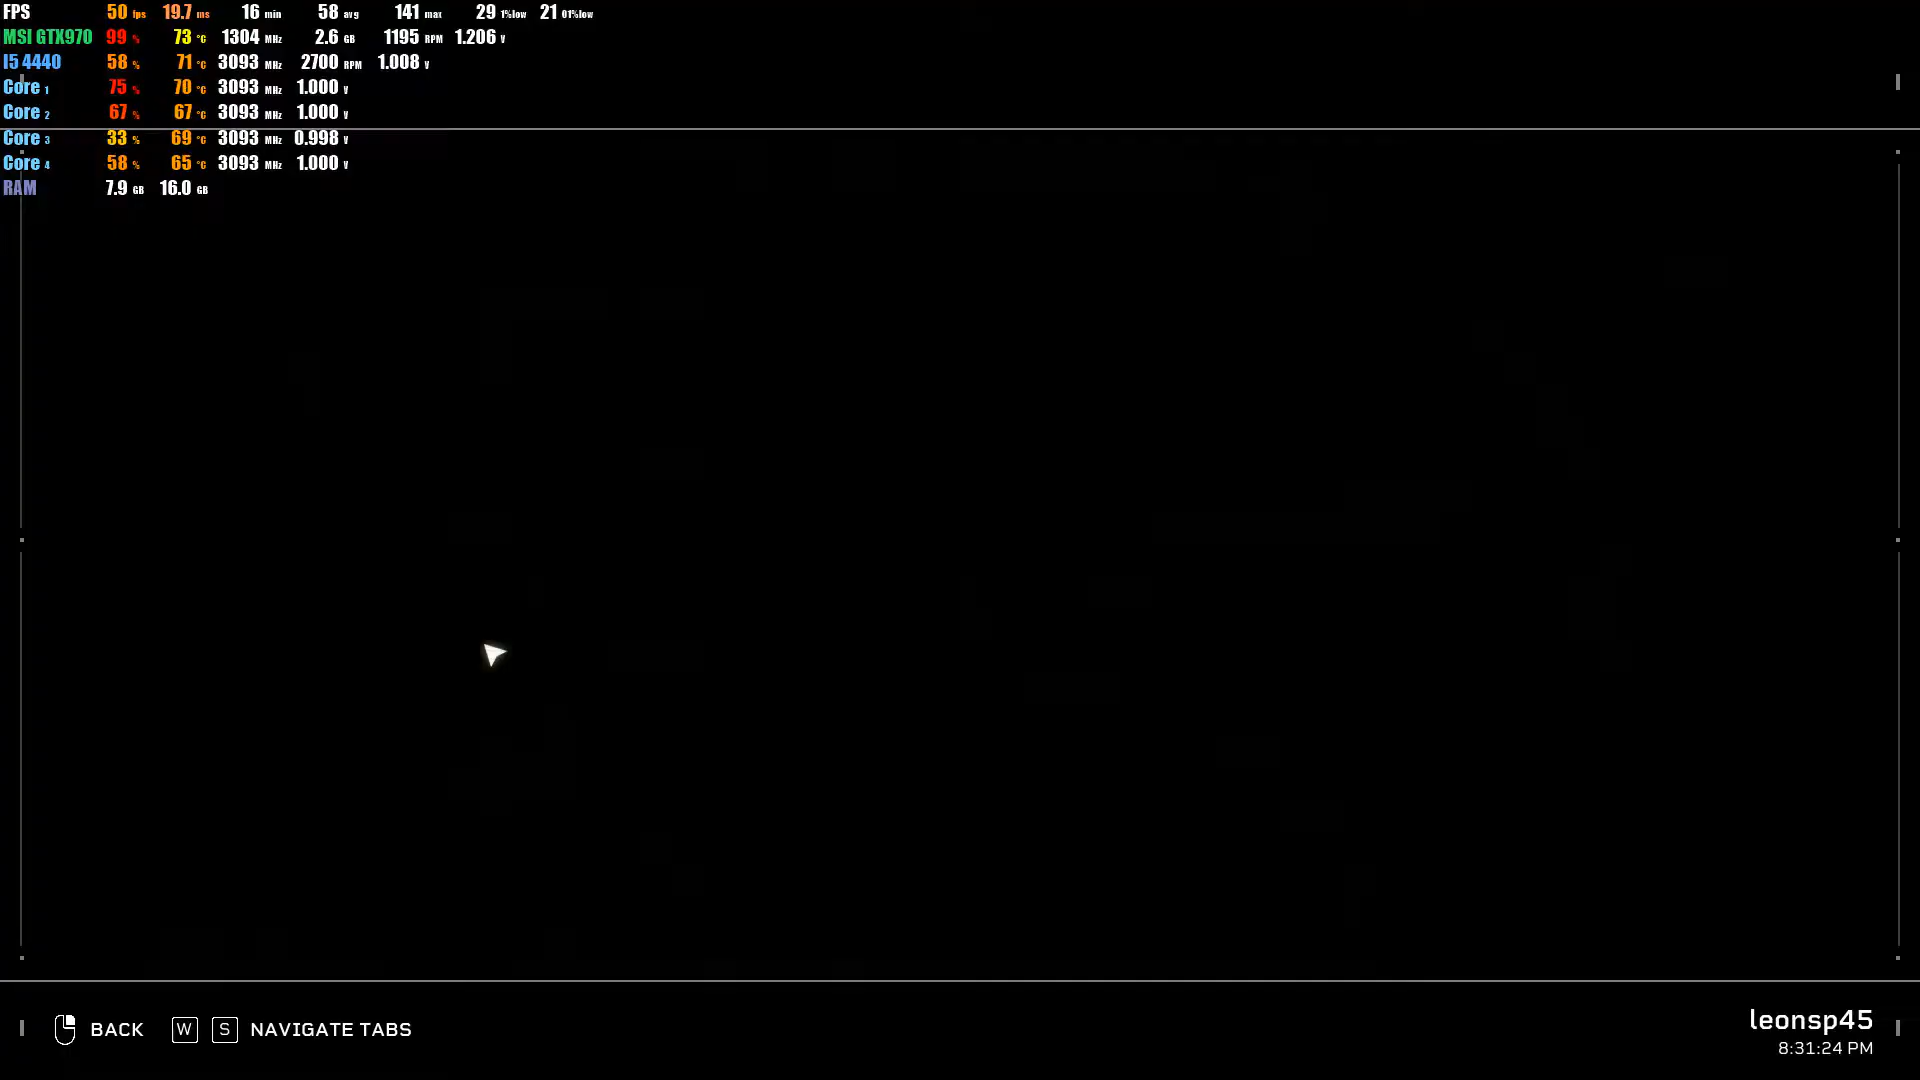 FPS 50 fps 19.7 ms 16 min 58 avg 141 max 29 1%low 21 01%low
MSI GTX970 99 % 73 °C 1304 MHz 2.6 GB 1195 RPM 1.206 V
I5 4440 58 % 71 °C 3093 MHz 2700 RPM 1.008 V
Core 1 75 % 70 °C 3093 MHz 1.000 V
Core 2 67 % 67 °C 3093 MHz 1.000 V
Core 3 33 % 69 °C 3093 MHz 0.998 V
Core 4 58 % 65 °C 3093 MHz 1.000 V
RAM 7.9 GB 16.0 GB
BACK W S NAVIGATE TABS
leonsp45
8:31:24 PM